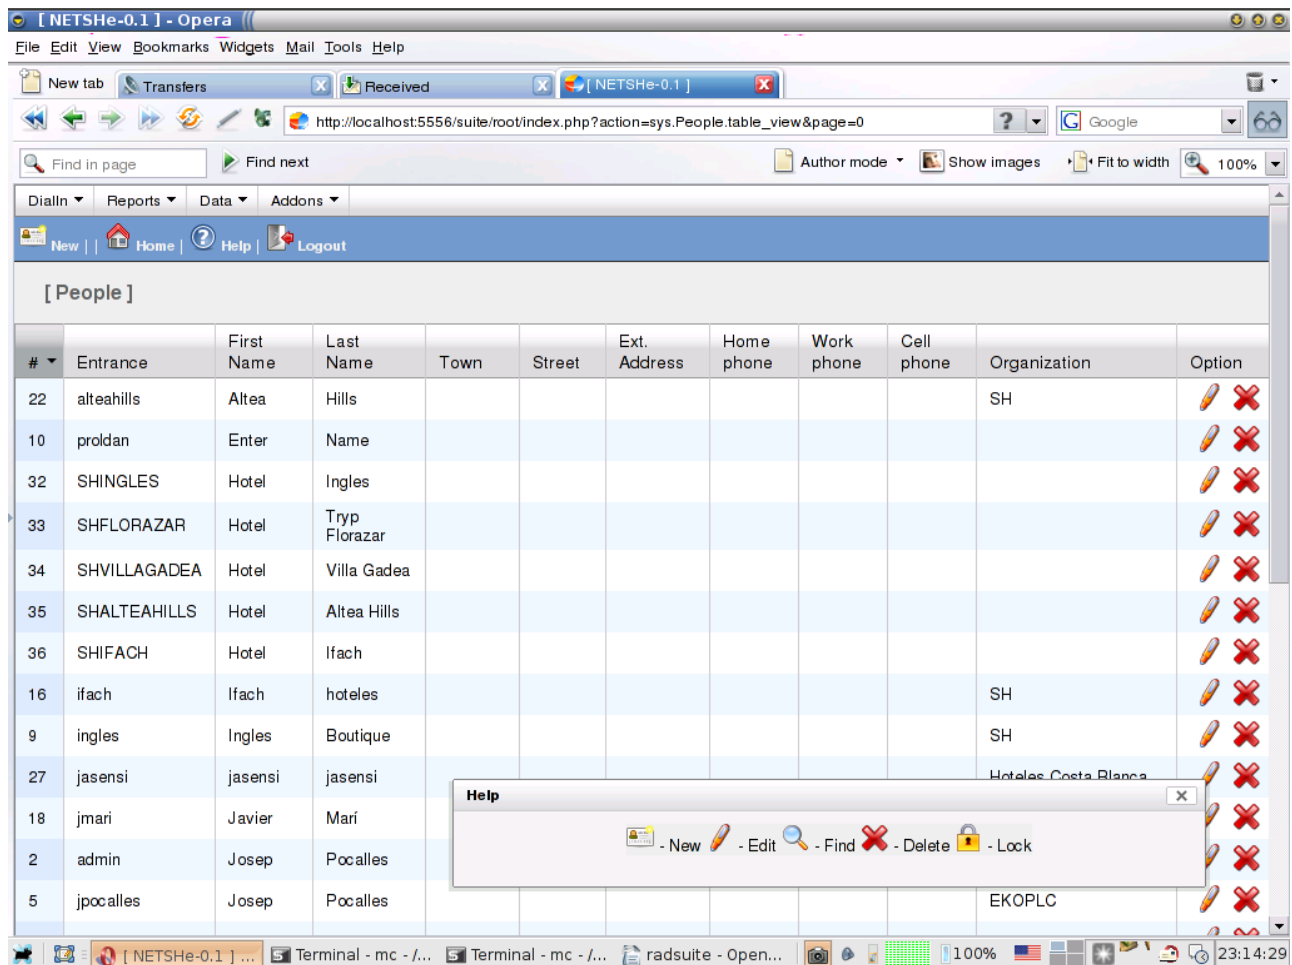 [ NETSHe-0.1 ] - Opera
File Edit View Bookmarks Widgets Mail Tools Help
New tab Transfers Received [ NETSHe-0.1 ]
http://localhost:5556/suite/root/index.php?action=sys.People.table_view&page=0 ? G Google
Find in page Find next Author mode Show images Fit to width 100%
DialIn Reports Data Addons
New | | Home | Help | Logout
[ People ]
# Entrance First Name Last Name Town Street Ext. Address Home phone Work phone Cell phone Organization Option
22 alteahills Altea Hills SH
10 proldan Enter Name
32 SHINGLES Hotel Ingles
33 SHFLORAZAR Hotel Tryp Florazar
34 SHVILLAGADEA Hotel Villa Gadea
35 SHALTEAHILLS Hotel Altea Hills
36 SHIFACH Hotel Ifach
16 ifach Ifach hoteles SH
9 ingles Ingles Boutique SH
27 jasensi jasensi jasensi Hoteles Costa Blanca
Help
18 jmari Javier Marí
- New - Edit - Find - Delete - Lock
2 admin Josep Pocalles
5 jpocalles Josep Pocalles EKOPLC
[ NETSHe-0.1 ] ... Terminal - mc - /... Terminal - mc - /... radsuite - Open... 100% 23:14:29